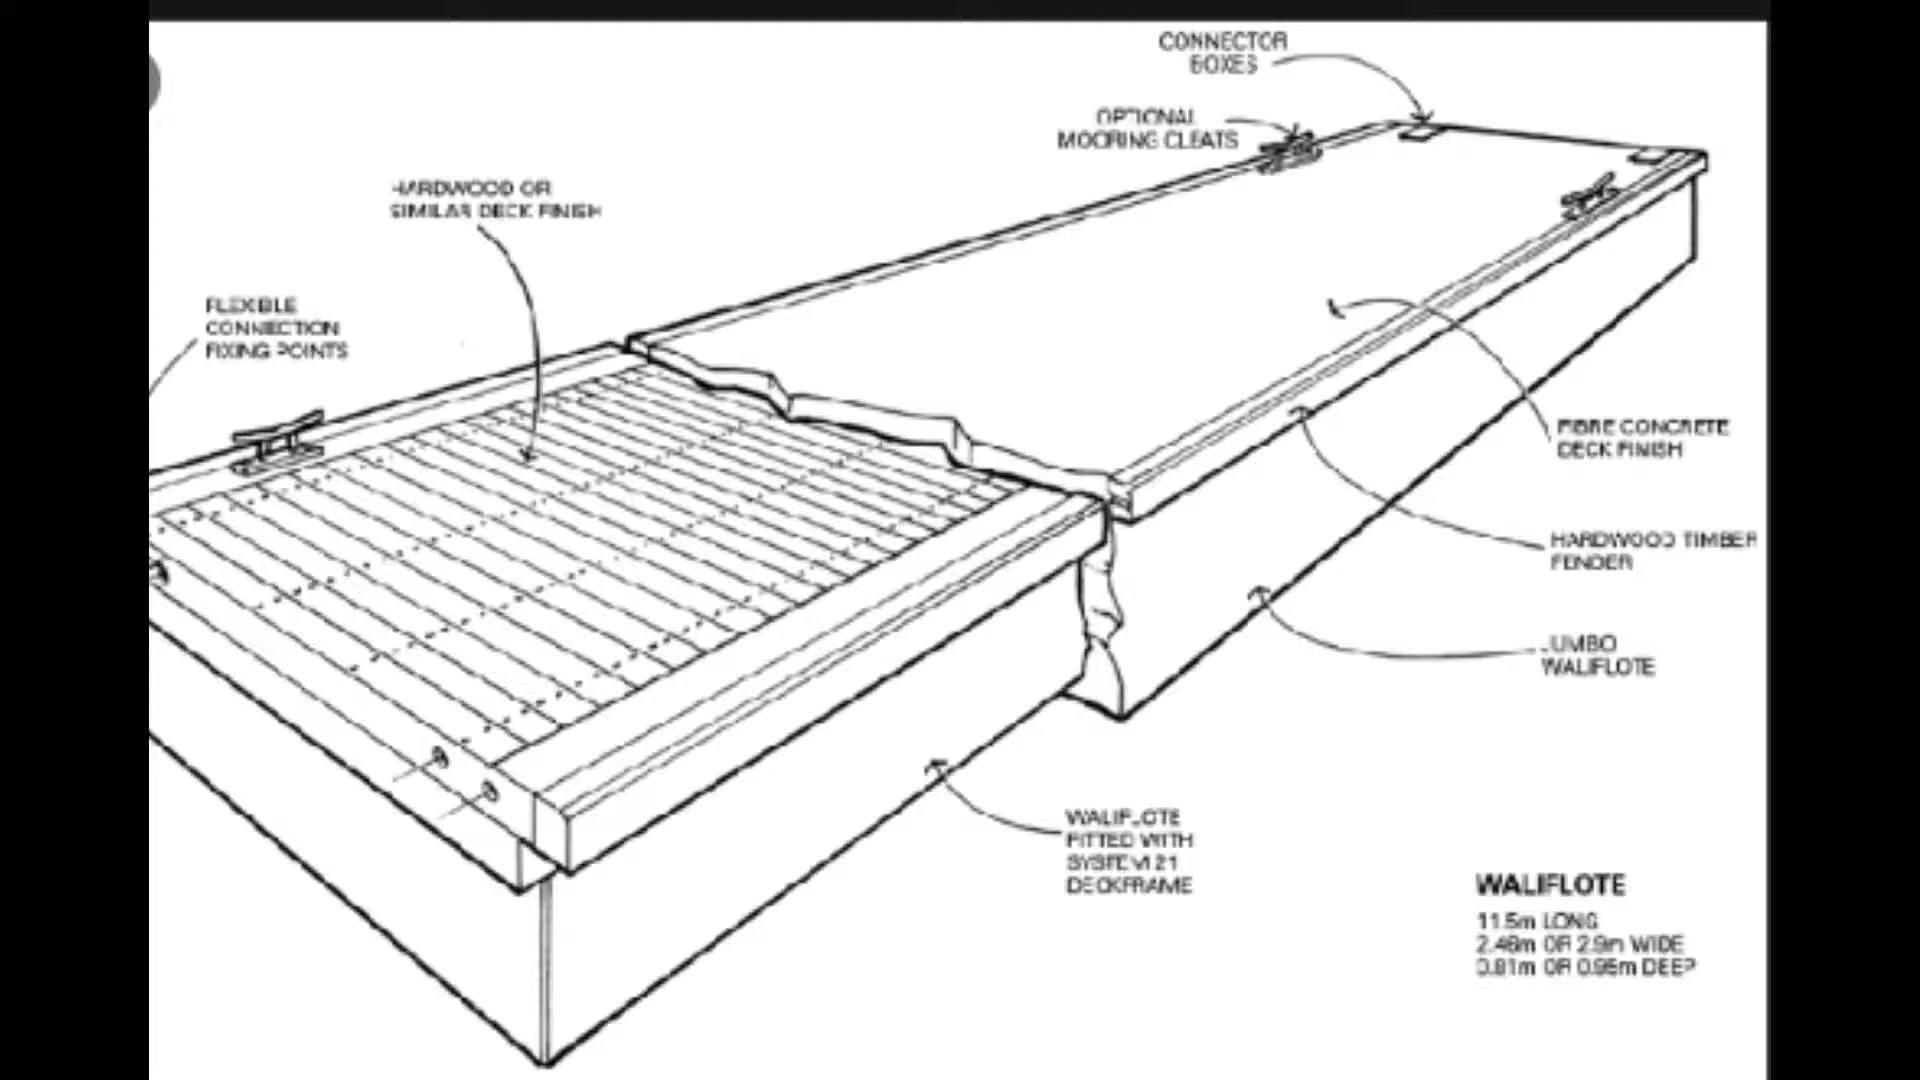 CONNECTOR
BOXES
OPTIONAL
MOORING CLEATS
HARDWOOD OR
SIMILAR DECK FINISH
FLEXIBLE
CONNECTION
FIXING POINTS
FIBRE CONCRETE
DECK FINISH
HARDWOOD TIMBER
FENDER
JUMBO
WALIFLOTE
WALIFLOTE
FITTED WITH
SYSTEM 21
DECKFRAME
WALIFLOTE
11.5m LONG
2.46m OR 2.9m WIDE
0.81m OR 0.95m DEEP